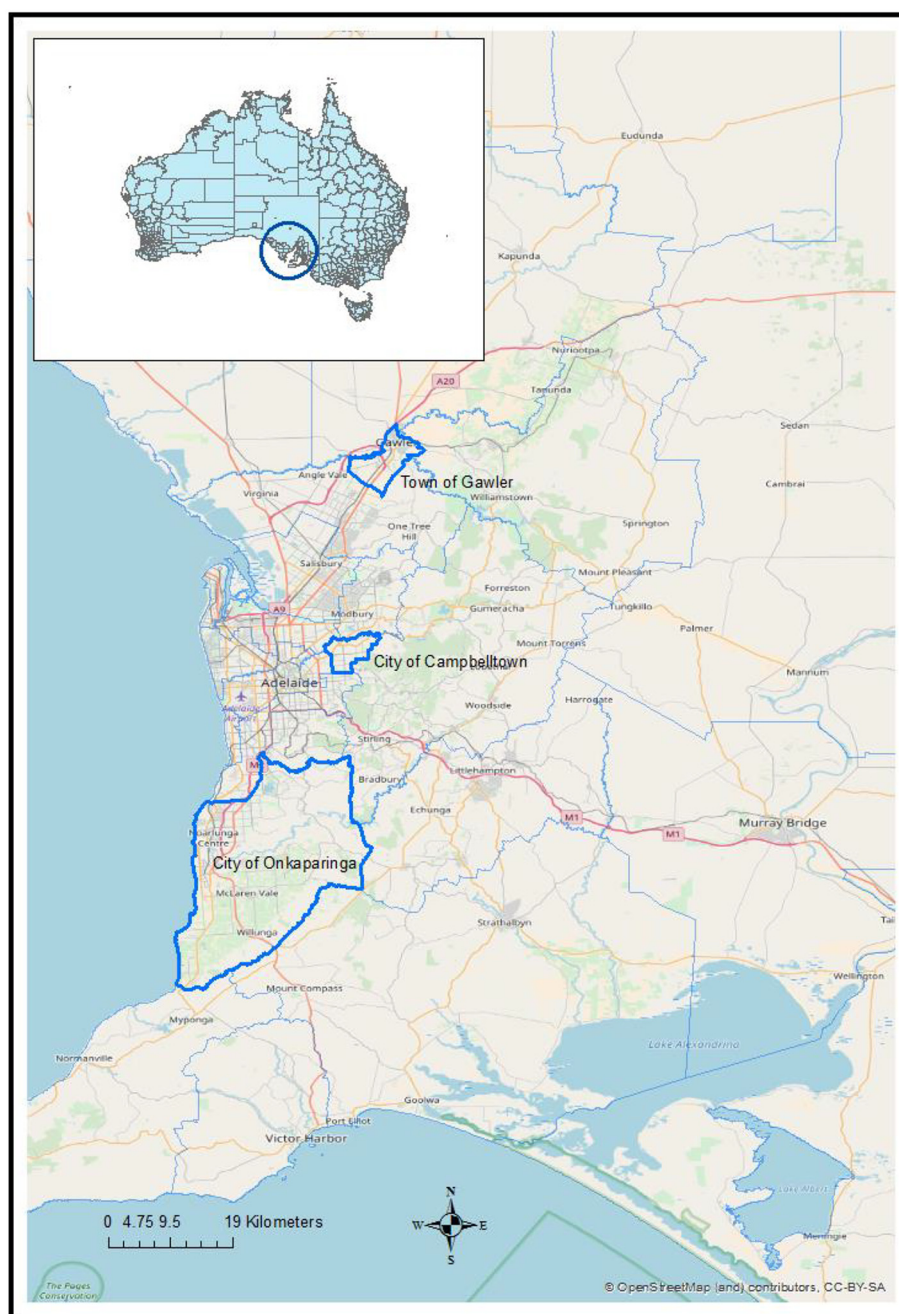 Eudunda
Kapunda
Nuriootpa
A20
Tanunda
Sedan
Angle Vale
Town of Gawler
Cambrai
Virginia
Williamstown
One Tree
Hill
Springton
Salisbury
Mount Pleasant
Forreston
A9
Modbury
Gumeracha
Tungkillo
Palmer
Mount Torrens
City of Campbelltown
Mannum
Adelaide
Harrogate
Adelaide
Airport
Woodside
Stirling
Bradbury
Littlehampton
Echunga
M1
M1
Murray Bridge
Noarlunga
Centre
City of Onkaparinga
McLaren Vale
Strathalbyn
Willunga
Wellington
Mount Compass
Myponga
Lake Alexandrina
Normanville
Goolwa
Port Elliot
Victor Harbor
Lake Albert
N
0 4.75 9.5 19 Kilometers
W E
S
Meningie
The Pages
Conservation
© OpenStreetMap (and) contributors, CC-BY-SA